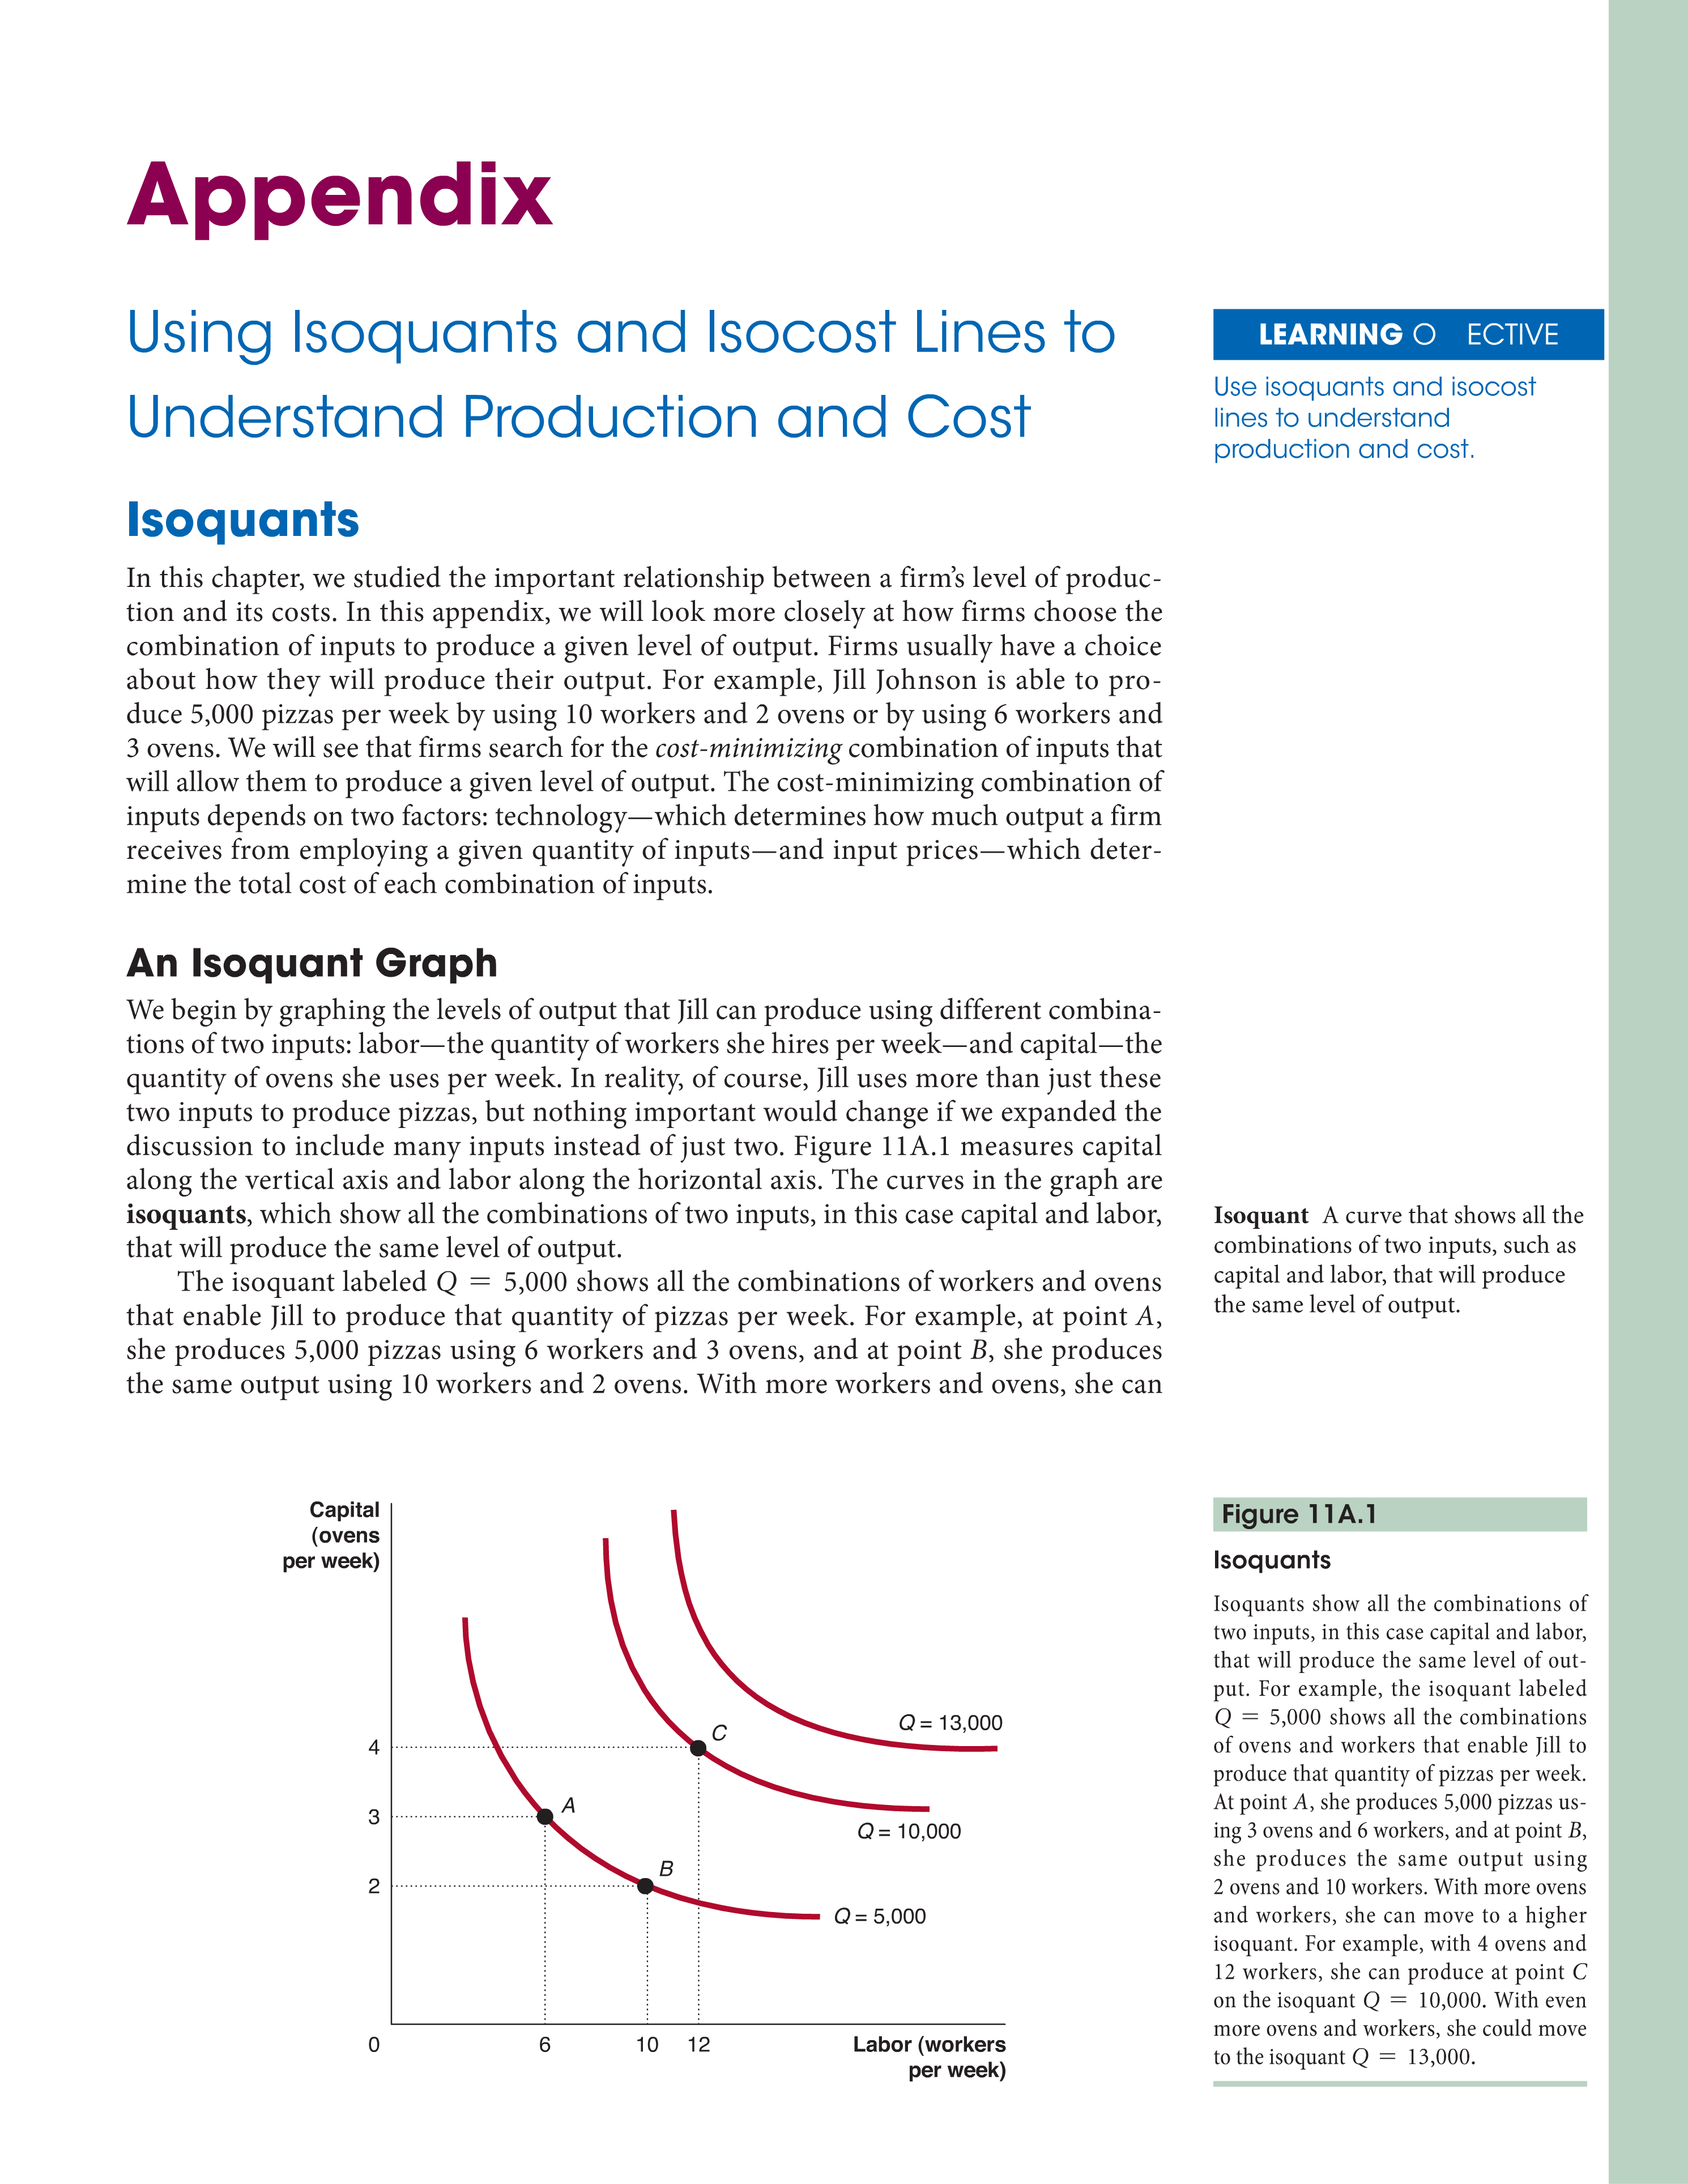 Appendix
Using Isoquants and Isocost Lines to
Understand Production and Cost
LEARNING O ECTIVE
Use isoquants and isocost
lines to understand
production and cost.
Isoquants
In this chapter, we studied the important relationship between a firm's level of produc-
tion and its costs. In this appendix, we will look more closely at how firms choose the
combination of inputs to produce a given level of output. Firms usually have a choice
about how they will produce their output. For example, Jill Johnson is able to pro-
duce 5,000 pizzas per week by using 10 workers and 2 ovens or by using 6 workers and
3 ovens. We will see that firms search for the cost-minimizing combination of inputs that
will allow them to produce a given level of output. The cost-minimizing combination of
inputs depends on two factors: technology—which determines how much output a firm
receives from employing a given quantity of inputs—and input prices—which deter-
mine the total cost of each combination of inputs.
An Isoquant Graph
We begin by graphing the levels of output that Jill can produce using different combina-
tions of two inputs: labor—the quantity of workers she hires per week—and capital—the
quantity of ovens she uses per week. In reality, of course, Jill uses more than just these
two inputs to produce pizzas, but nothing important would change if we expanded the
discussion to include many inputs instead of just two. Figure 11A.1 measures capital
along the vertical axis and labor along the horizontal axis. The curves in the graph are
isoquants, which show all the combinations of two inputs, in this case capital and labor,
that will produce the same level of output.
The isoquant labeled Q = 5,000 shows all the combinations of workers and ovens
that enable Jill to produce that quantity of pizzas per week. For example, at point A,
she produces 5,000 pizzas using 6 workers and 3 ovens, and at point B, she produces
the same output using 10 workers and 2 ovens. With more workers and ovens, she can
Isoquant A curve that shows all the
combinations of two inputs, such as
capital and labor, that will produce
the same level of output.
Capital
(ovens
per week)
Q = 13,000
C
4
A
3
Q = 10,000
B
2
Q = 5,000
0
6
10
12
Labor (workers
per week)
Figure 11A.1
Isoquants
Isoquants show all the combinations of
two inputs, in this case capital and labor,
that will produce the same level of out-
put. For example, the isoquant labeled
Q = 5,000 shows all the combinations
of ovens and workers that enable Jill to
produce that quantity of pizzas per week.
At point A, she produces 5,000 pizzas us-
ing 3 ovens and 6 workers, and at point B,
she produces the same output using
2 ovens and 10 workers. With more ovens
and workers, she can move to a higher
isoquant. For example, with 4 ovens and
12 workers, she can produce at point C
on the isoquant Q = 10,000. With even
more ovens and workers, she could move
to the isoquant Q = 13,000.